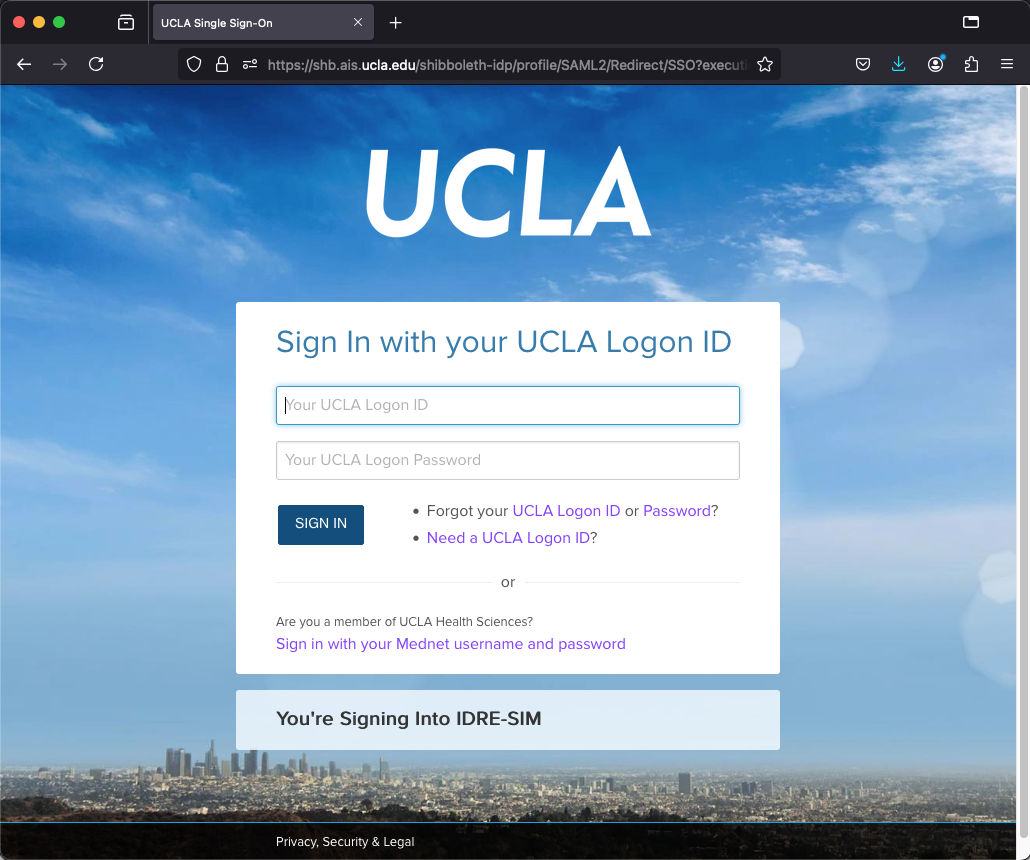 UCLA Single Sign-On
https://shb.ais.ucla.edu/shibboleth-idp/profile/SAML2/Redirect/SSO?executi
UCLA
Sign In with your UCLA Logon ID
Your UCLA Logon ID
Your UCLA Logon Password
SIGN IN
Forgot your UCLA Logon ID or Password?
Need a UCLA Logon ID?
or
Are you a member of UCLA Health Sciences?
Sign in with your Mednet username and password
You're Signing Into IDRE-SIM
Privacy, Security & Legal